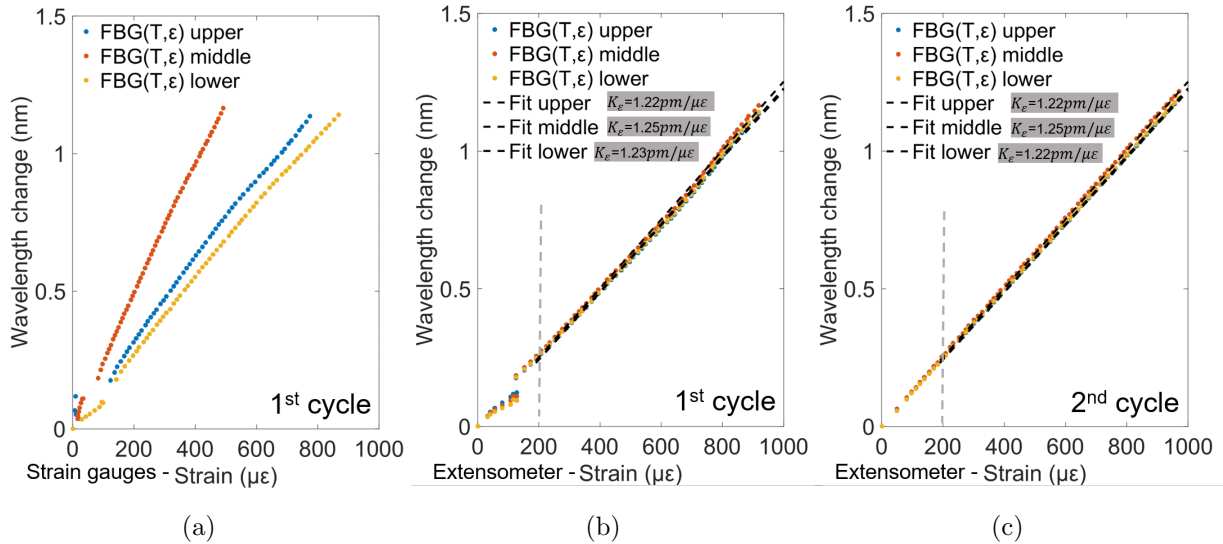 FBG(T,ε) upper
FBG(T,ε) middle
FBG(T,ε) lower
Wavelength change (nm)
1.5
1
0.5
0
0 200 400 600 800 1000
1st cycle
Strain gauges - Strain (με)
(a)
FBG(T,ε) upper
FBG(T,ε) middle
FBG(T,ε) lower
Fit upper Kε=1.22pm/με
Fit middle Kε=1.25pm/με
Fit lower Kε=1.23pm/με
Wavelength change (nm)
1.5
1
0.5
0
0 200 400 600 800 1000
1st cycle
Extensometer - Strain (με)
(b)
FBG(T,ε) upper
FBG(T,ε) middle
FBG(T,ε) lower
Fit upper Kε=1.22pm/με
Fit middle Kε=1.25pm/με
Fit lower Kε=1.22pm/με
Wavelength change (nm)
1.5
1
0.5
0
0 200 400 600 800 1000
2nd cycle
Extensometer - Strain (με)
(c)